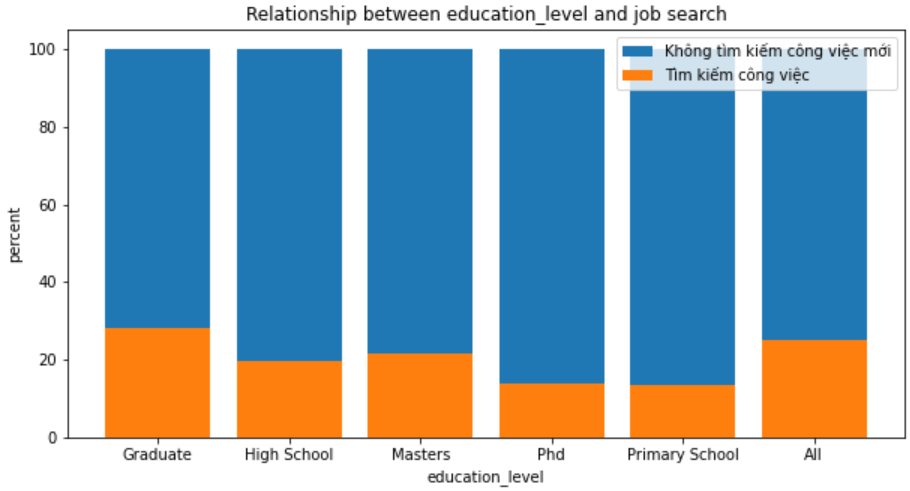 Relationship between education_level and job search
Không tìm kiếm công việc mới
Tìm kiếm công việc
percent
100
80
60
40
20
0
Graduate High School Masters Phd Primary School All
education_level